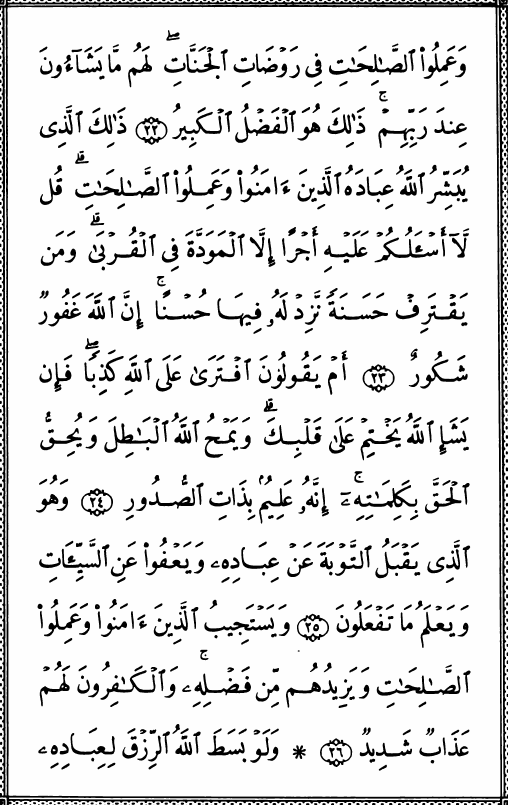 وَعَمِلُوا۟ ٱلصَّـٰلِحَـٰتِ فِى رَوْضَاتِ ٱلْجَنَّاتِ ۖ لَهُم مَّا يَشَآءُونَ
عِندَ رَبِّهِمْ ۚ ذَٰلِكَ هُوَ ٱلْفَضْلُ ٱلْكَبِيرُ ٢٢ ذَٰلِكَ ٱلَّذِى
يُبَشِّرُ ٱللَّهُ عِبَادَهُ ٱلَّذِينَ ءَامَنُوا۟ وَعَمِلُوا۟ ٱلصَّـٰلِحَـٰتِ ۗ قُل
لَّآ أَسْـَٔلُكُمْ عَلَيْهِ أَجْرًا إِلَّا ٱلْمَوَدَّةَ فِى ٱلْقُرْبَىٰ ۗ وَمَن
يَقْتَرِفْ حَسَنَةً نَّزِدْ لَهُۥ فِيهَا حُسْنًا ۚ إِنَّ ٱللَّهَ غَفُورٌ
شَكُورٌ ٢٣ أَمْ يَقُولُونَ ٱفْتَرَىٰ عَلَى ٱللَّهِ كَذِبًا ۖ فَإِن
يَشَإِ ٱللَّهُ يَخْتِمْ عَلَىٰ قَلْبِكَ ۗ وَيَمْحُ ٱللَّهُ ٱلْبَـٰطِلَ وَيُحِقُّ
ٱلْحَقَّ بِكَلِمَـٰتِهِۦٓ ۚ إِنَّهُۥ عَلِيمٌۢ بِذَاتِ ٱلصُّدُورِ ٢٤ وَهُوَ
ٱلَّذِى يَقْبَلُ ٱلتَّوْبَةَ عَنْ عِبَادِهِۦ وَيَعْفُوا۟ عَنِ ٱلسَّيِّـَٔاتِ
وَيَعْلَمُ مَا تَفْعَلُونَ ٢٥ وَيَسْتَجِيبُ ٱلَّذِينَ ءَامَنُوا۟ وَعَمِلُوا۟
ٱلصَّـٰلِحَـٰتِ وَيَزِيدُهُم مِّن فَضْلِهِۦ ۚ وَٱلْكَـٰفِرُونَ لَهُمْ
عَذَابٌ شَدِيدٌ ٢٦ * وَلَوْ بَسَطَ ٱللَّهُ ٱلرِّزْقَ لِعِبَادِهِۦ